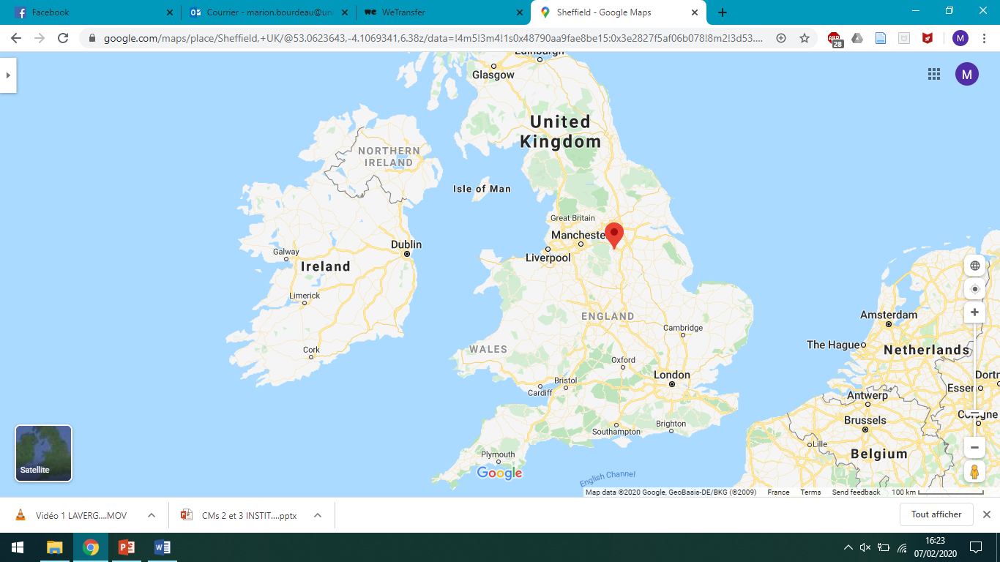 Facebook
Courrier - marion.bourdeau@uni
WeTransfer
Sheffield - Google Maps
google.com/maps/place/Sheffield,+UK/@53.0623643,-4.1069341,6.38z/data=!4m5!3m4!1s0x48790aa9fae8be15:0x3e2827f5af06b078!8m2!3d53....
ABP
28
M
Edinburgh
Glasgow
M
United
Kingdom
NORTHERN
IRELAND
Isle of Man
Great Britain
Manchester
Dublin
Galway
Liverpool
Ireland
Limerick
ENGLAND
Amsterdam
Cambridge
The Hague
Netherlands
WALES
Cork
Oxford
London
Bristol
Cardiff
Dortm
Essen
Antwerp
Cologne
Brussels
Brighton
Southampton
Lille
Belgium
Plymouth
Satellite
Google
English Channel
Map data ©2020 Google, GeoBasis-DE/BKG (©2009) France Terms Send feedback 100 km
Vidéo 1 LAVERG....MOV
CMs 2 et 3 INSTIT....pptx
Tout afficher
16:23
07/02/2020